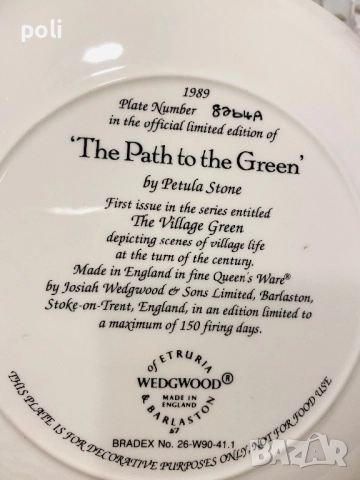 poli
1989
Plate Number 8264A
in the official limited edition of
‘The Path to the Green’
by Petula Stone
First issue in the series entitled
The Village Green
depicting scenes of village life
at the turn of the century.
Made in England in fine Queen's Ware®
by Josiah Wedgwood & Sons Limited, Barlaston,
Stoke-on-Trent, England, in an edition limited to
a maximum of 150 firing days.
of ETRURIA
WEDGWOOD®
MADE IN
ENGLAND
& BARLASTON
THIS PLATE IS FOR DECORATIVE PURPOSES ONLY, NOT FOR FOOD USE
BRADEX No. 26-W90-41.1
BAZAR